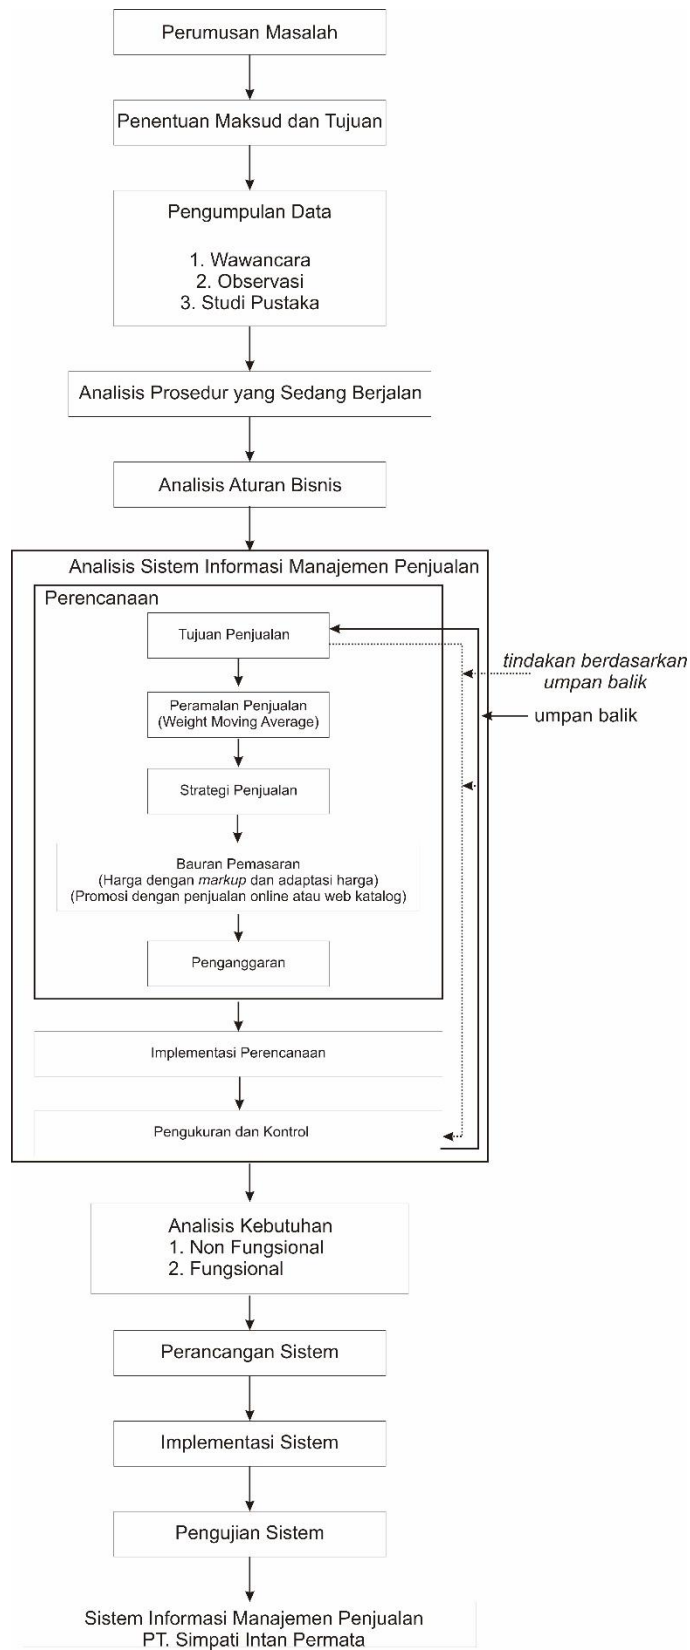 Perumusan Masalah
Penentuan Maksud dan Tujuan
Pengumpulan Data
1. Wawancara
2. Observasi
3. Studi Pustaka
Analisis Prosedur yang Sedang Berjalan
Analisis Aturan Bisnis
Analisis Sistem Informasi Manajemen Penjualan
Perencanaan
Tujuan Penjualan
tindakan berdasarkan
umpan balik
umpan balik
Peramalan Penjualan
(Weight Moving Average)
Strategi Penjualan
Bauran Pemasaran
(Harga dengan markup dan adaptasi harga)
(Promosi dengan penjualan online atau web katalog)
Penganggaran
Implementasi Perencanaan
Pengukuran dan Kontrol
Analisis Kebutuhan
1. Non Fungsional
2. Fungsional
Perancangan Sistem
Implementasi Sistem
Pengujian Sistem
Sistem Informasi Manajemen Penjualan
PT. Simpati Intan Permata